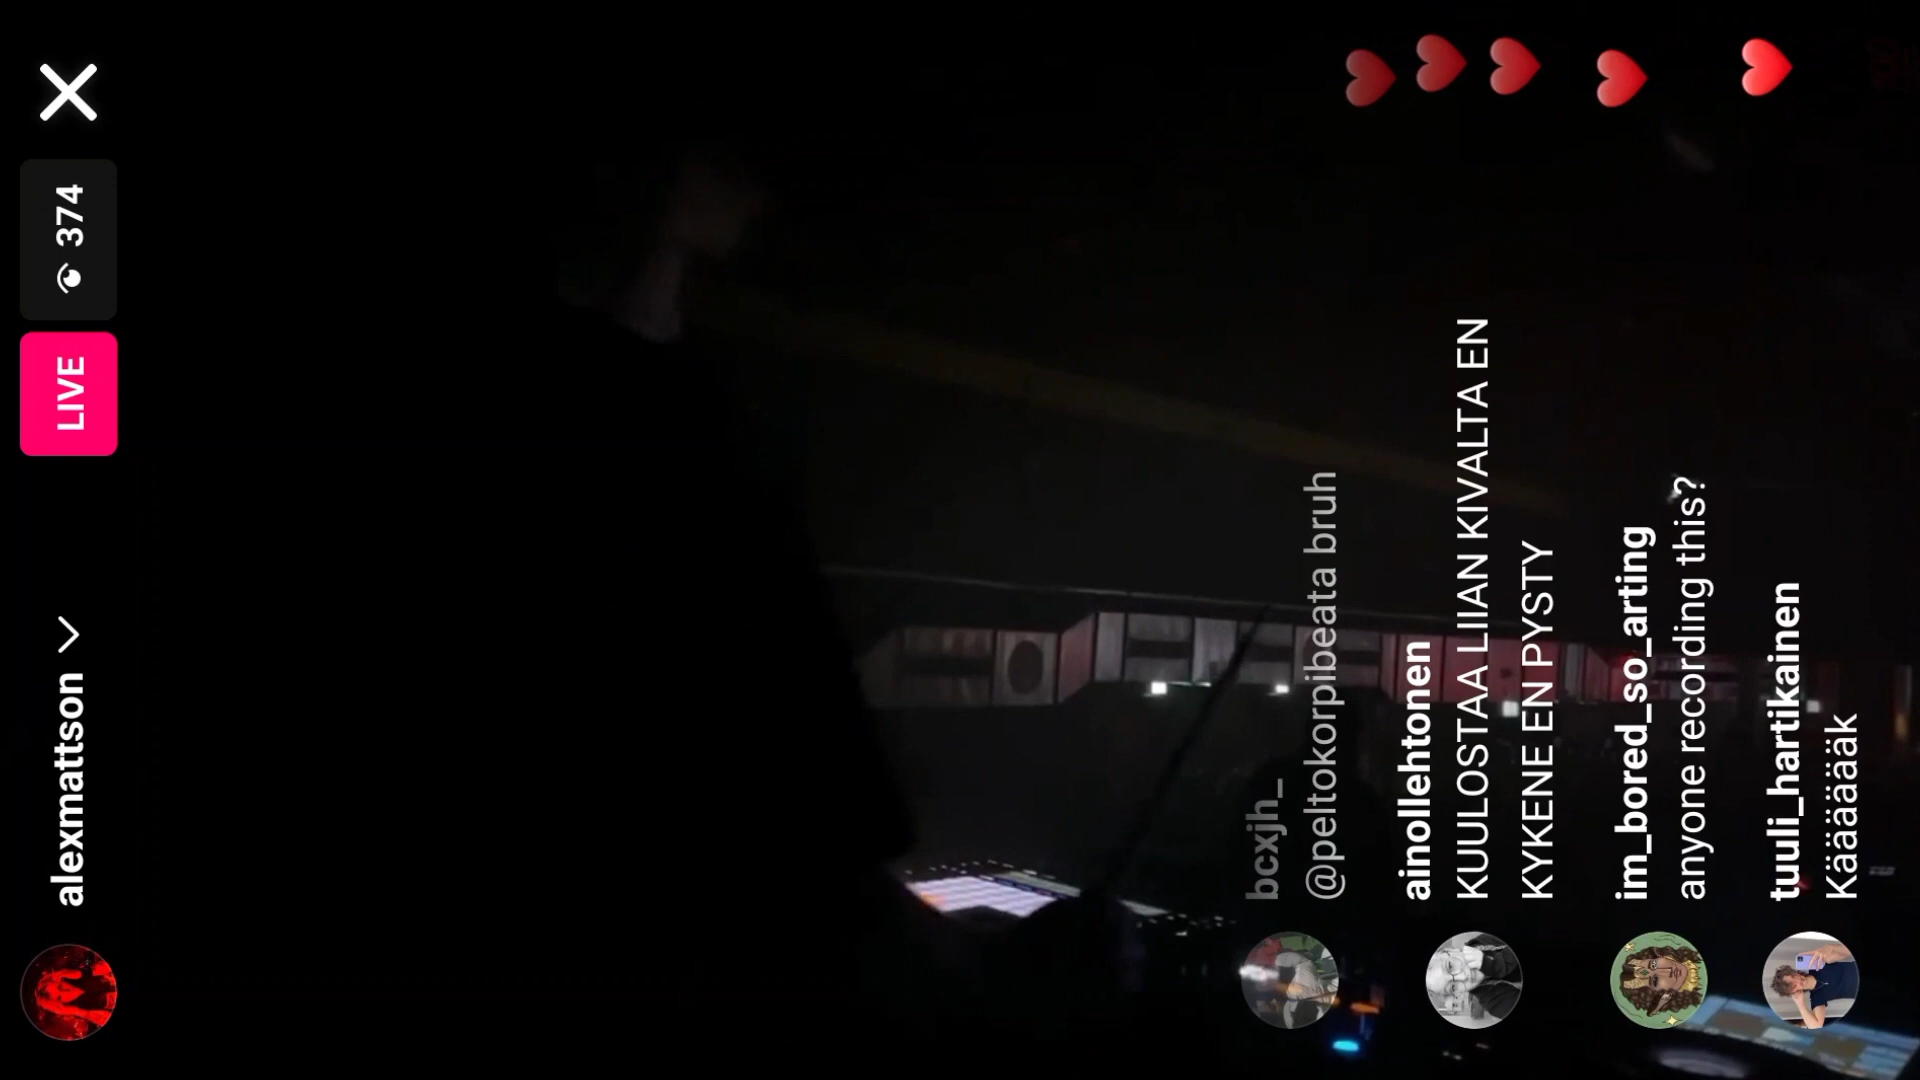 alexmattson
LIVE
374
bcxjh_
@peltokorpibeata bruh
ainollehtonen
KUULOSTAA LIIAN KIVALTA EN
KYKENE EN PYSTY
im_bored_so_arting
anyone recording this?
tuuli_hartikainen
Kääääääk